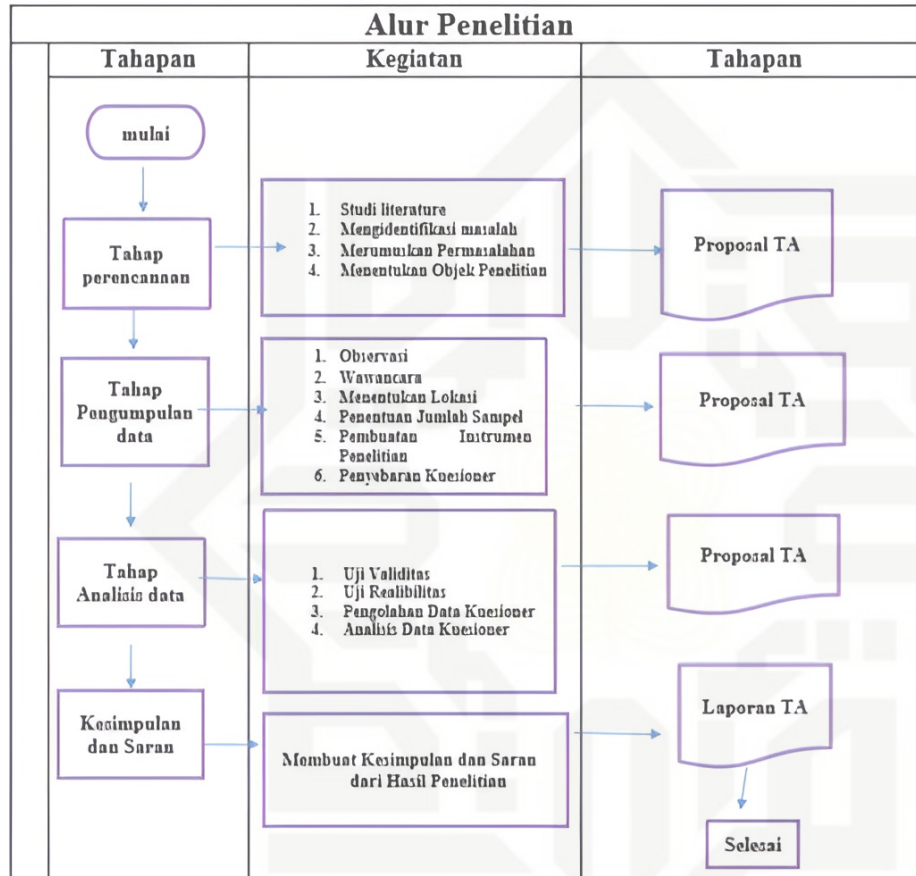 Alur Penelitian
Tahapan
Kegiatan
Tahapan
mulai
Tahap
perencannan
1. Studi literature
2. Mengidentifikasi masalah
3. Merumuskan Permasalahan
4. Menentukan Objek Penelitian
Proposal TA
Tahap
Pengumpulan
data
1. Observasi
2. Wawancara
3. Menentukan Lokasi
4. Penentuan Jumlah Sampel
5. Pembuatan Instrumen
Penelitian
6. Penyebaran Kuesioner
Proposal TA
Tahap
Analisis data
1. Uji Validitas
2. Uji Realibilitas
3. Pengolahan Data Kuesioner
4. Analisis Data Kuesioner
Proposal TA
Kesimpulan
dan Saran
Membuat Kesimpulan dan Saran
dari Hasil Penelitian
Laporan TA
Selesai